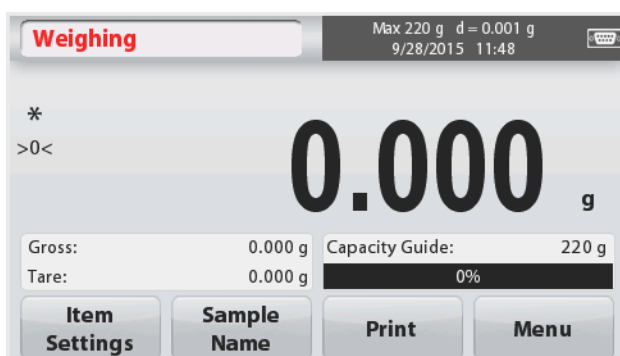 Weighing
Max 220 g d = 0.001 g
9/28/2015 11:48
*
>0<
0.000 g
Gross: 0.000 g
Tare: 0.000 g
Capacity Guide: 220 g
0%
Item
Settings
Sample
Name
Print
Menu